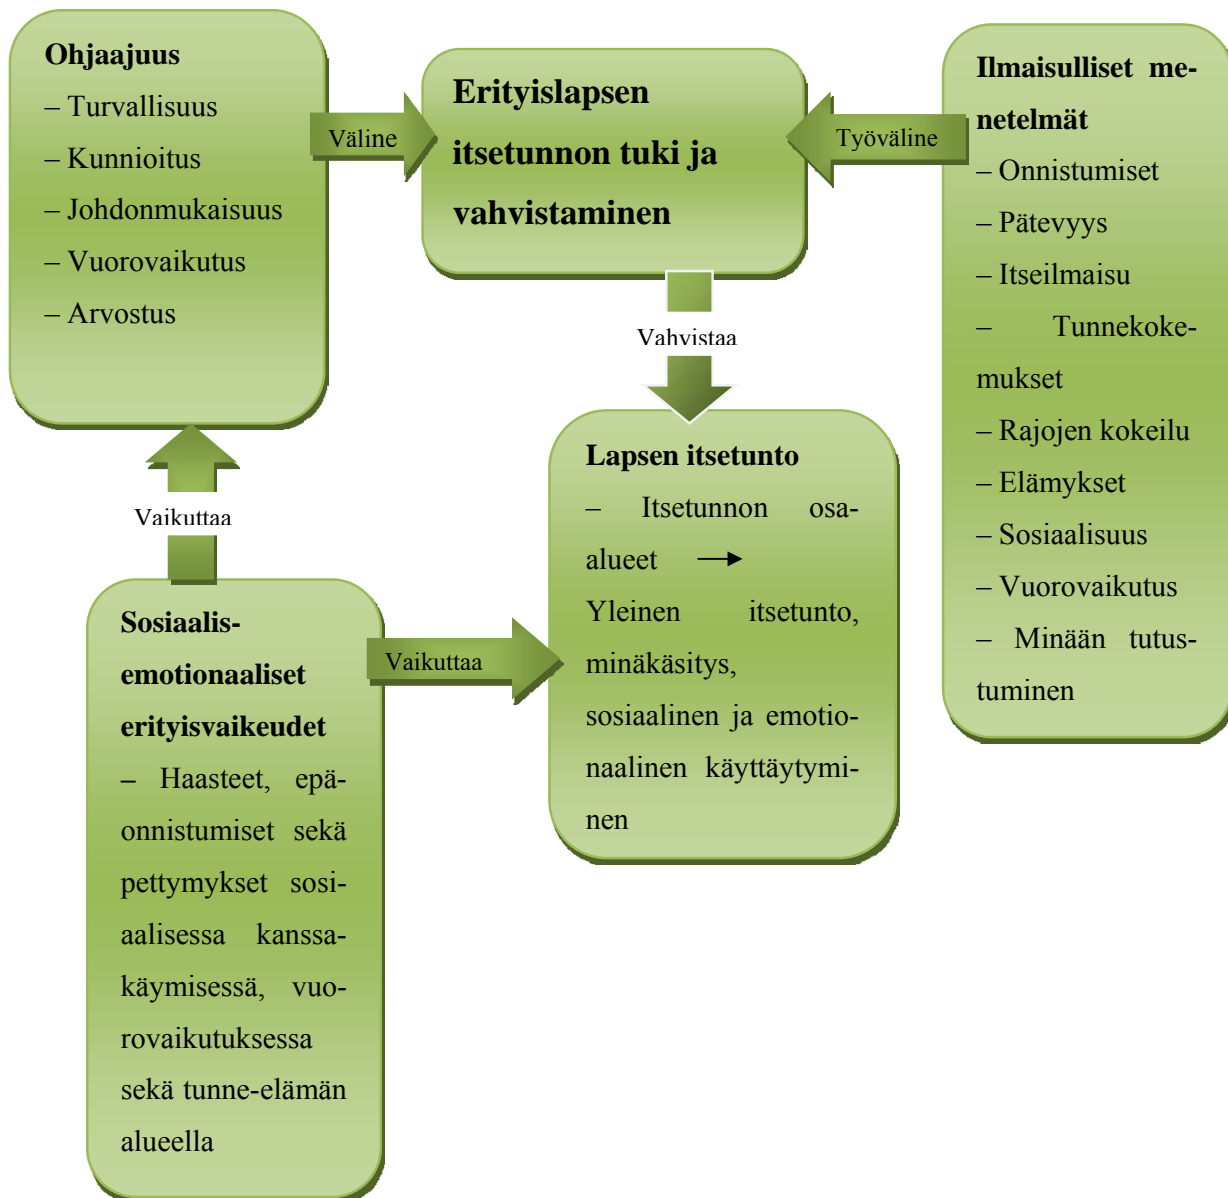 Ohjaajuus
– Turvallisuus
– Kunnioitus
– Johdonmukaisuus
– Vuorovaikutus
– Arvostus
Väline
Erityislapsen
itsetunnon tuki ja
vahvistaminen
Työväline
Ilmaisulliset me-
netelmät
– Onnistumiset
– Pätevyys
– Itseilmaisu
– Tunnekoke-
mukset
– Rajojen kokeilu
– Elämykset
– Sosiaalisuus
– Vuorovaikutus
– Minään tutus-
tuminen
Vahvistaa
Vaikuttaa
Lapsen itsetunto
– Itsetunnon osa-
alueet →
Yleinen itsetunto,
minäkäsitys,
sosiaalinen ja emotio-
naalinen käyttäytymi-
nen
Vaikuttaa
Sosiaalis-
emotionaaliset
erityisvaikeudet
– Haasteet, epä-
onnistumiset sekä
pettymykset sosi-
aalisessa kanssa-
käymisessä, vuo-
rovaikutuksessa
sekä tunne-elämän
alueella